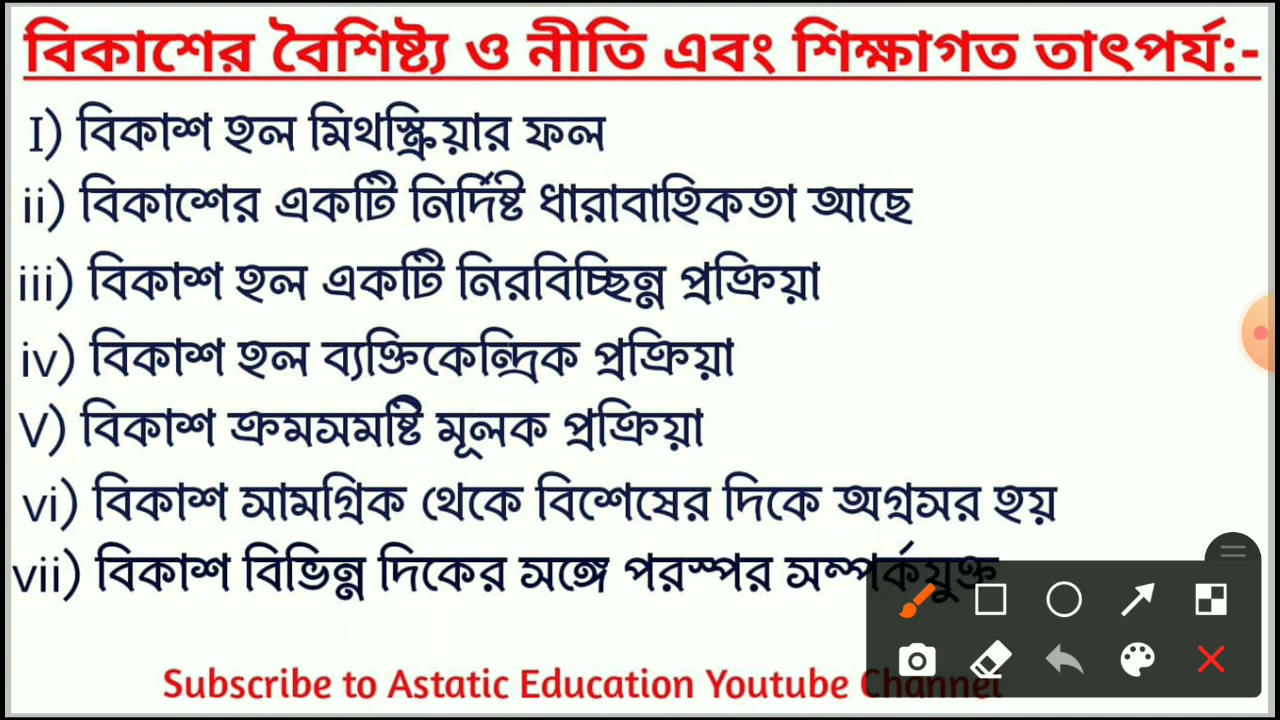 বিকাশের বৈশিষ্ট্য ও নীতি এবং শিক্ষাগত তাৎপর্য:-
I) বিকাশ হল মিথস্ক্রিয়ার ফল
ii) বিকাশের একটি নির্দিষ্ট ধারাবাহিকতা আছে
iii) বিকাশ হল একটি নিরবিচ্ছিন্ন প্রক্রিয়া
iv) বিকাশ হল ব্যক্তিকেন্দ্রিক প্রক্রিয়া
V) বিকাশ ক্রমসমষ্টি মূলক প্রক্রিয়া
vi) বিকাশ সামগ্রিক থেকে বিশেষের দিকে অগ্রসর হয়
vii) বিকাশ বিভিন্ন দিকের সঙ্গে পরস্পর সম্পর্কযুক্ত
Subscribe to Astatic Education Youtube Channel